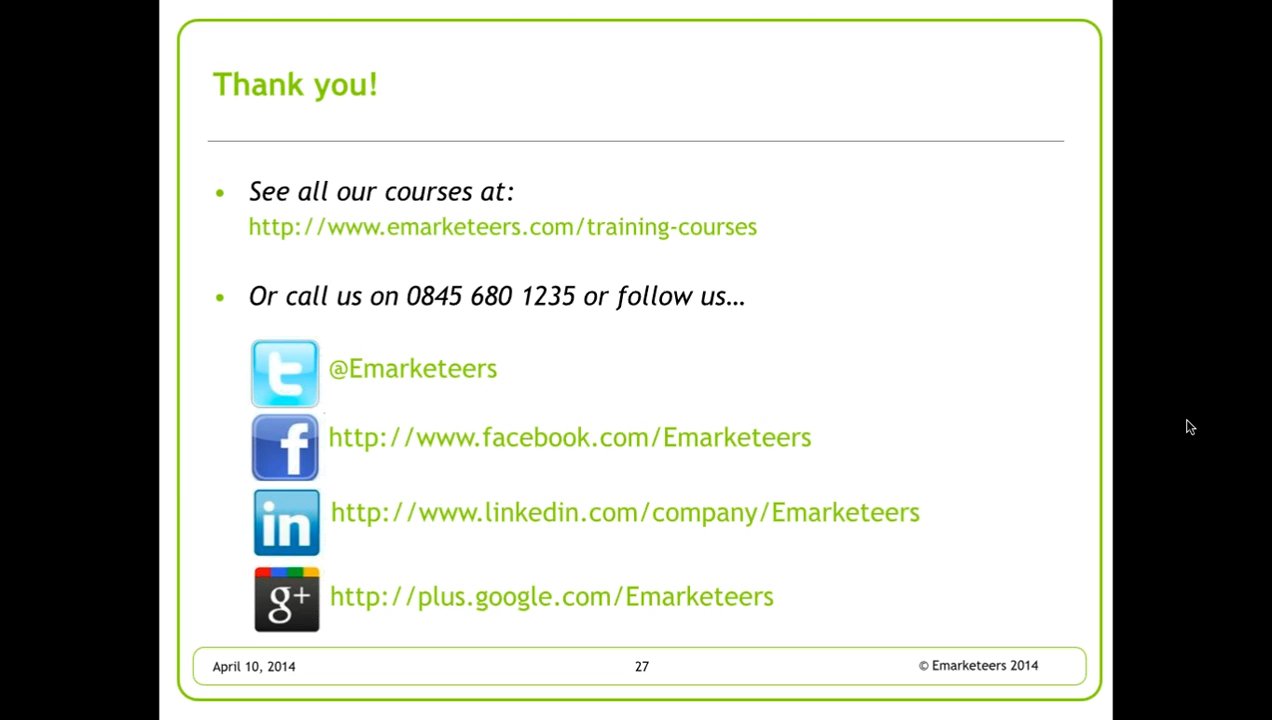 Thank you!
• See all our courses at:
http://www.emarketeers.com/training-courses
• Or call us on 0845 680 1235 or follow us…
t @Emarketeers
f http://www.facebook.com/Emarketeers
in http://www.linkedin.com/company/Emarketeers
g+ http://plus.google.com/Emarketeers
April 10, 2014 27 © Emarketeers 2014